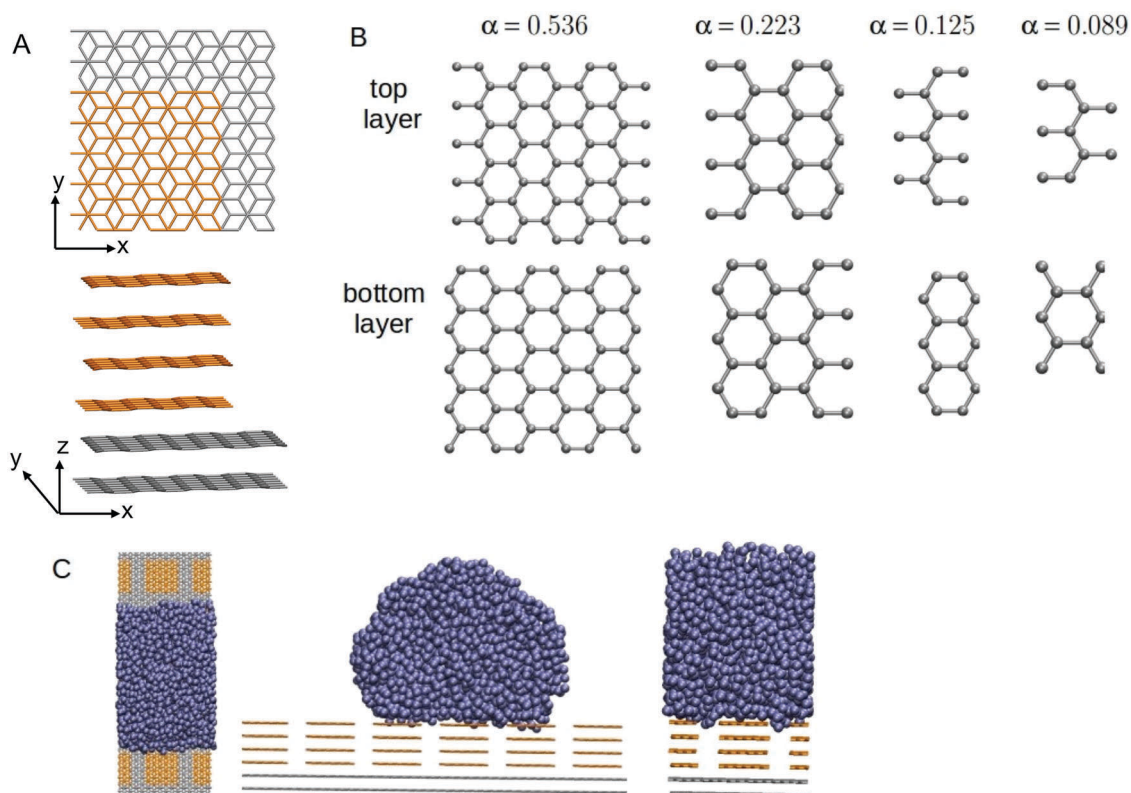 A
y
x
z
y
x
B
α = 0.536
α = 0.223
α = 0.125
α = 0.089
top
layer
bottom
layer
C